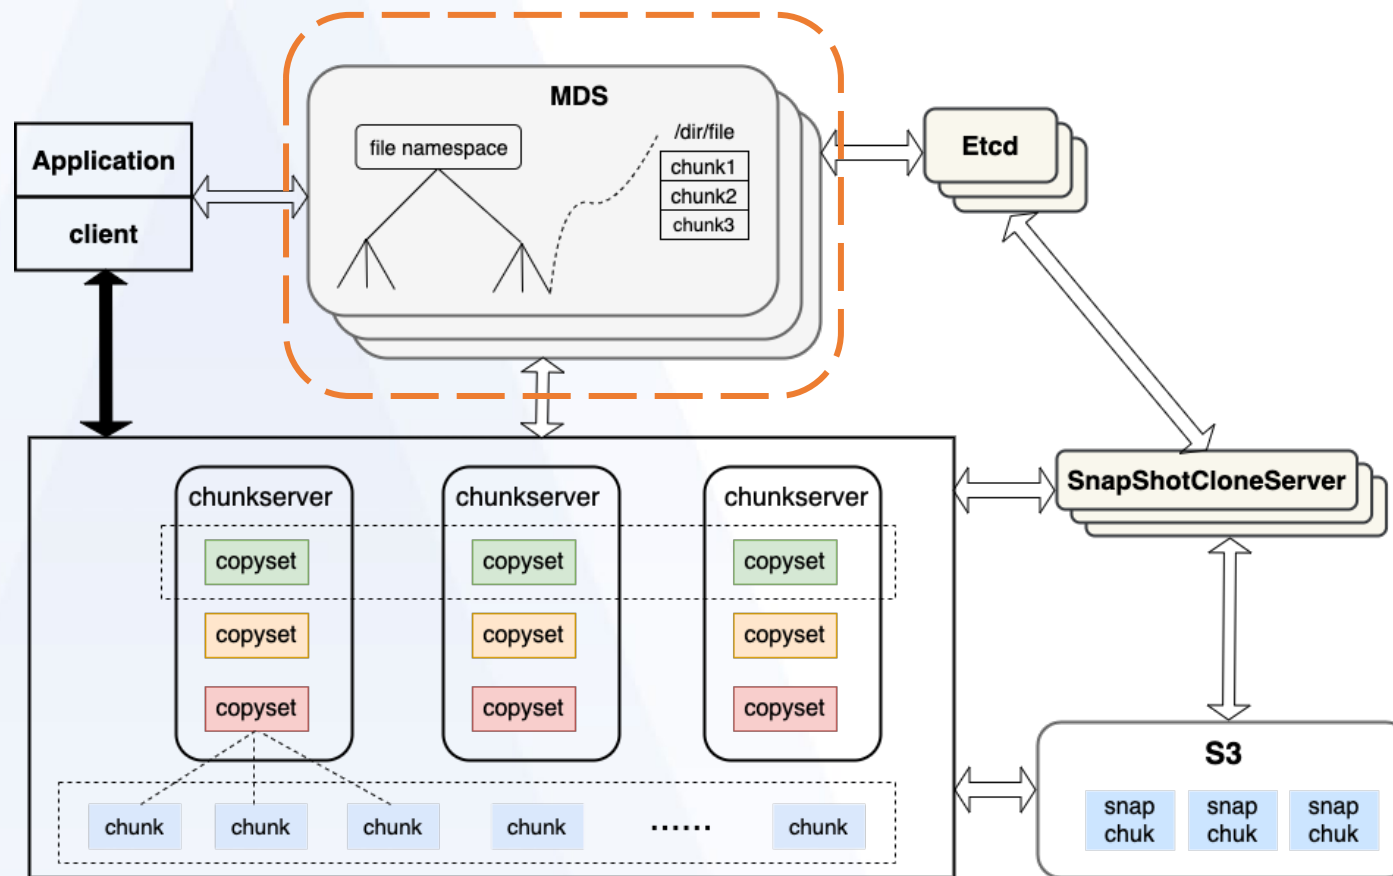 MDS
file namespace
/dir/file
chunk1
chunk2
chunk3
Application
client
Etcd
SnapShotCloneServer
chunkserver
chunkserver
chunkserver
copyset
copyset
copyset
copyset
copyset
copyset
copyset
copyset
copyset
chunk
chunk
chunk
chunk
......
chunk
S3
snap
chuk
snap
chuk
snap
chuk